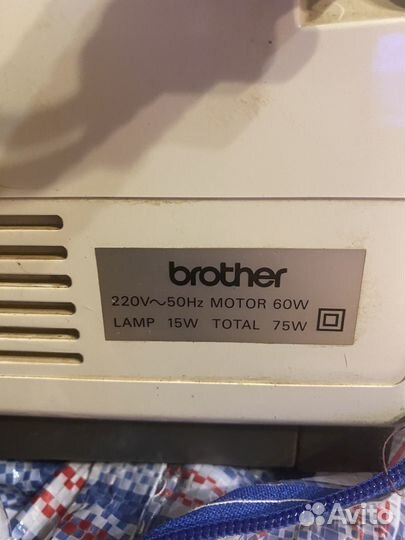 brother
220V～50Hz MOTOR 60W
LAMP 15W TOTAL 75W
Avito